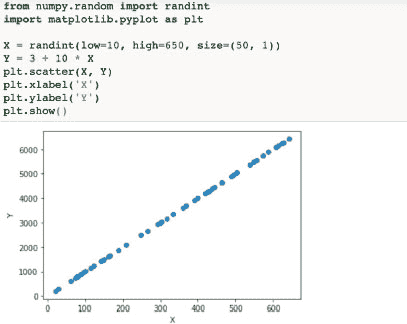 from numpy.random import randint
import matplotlib.pyplot as plt
X = randint(low=10, high=650, size=(50, 1))
Y = 3 + 10 * X
plt.scatter(X, Y)
plt.xlabel('X')
plt.ylabel('Y')
plt.show()
6000
5000
4000
3000
2000
1000
0
Y
0 100 200 300 400 500 600
X